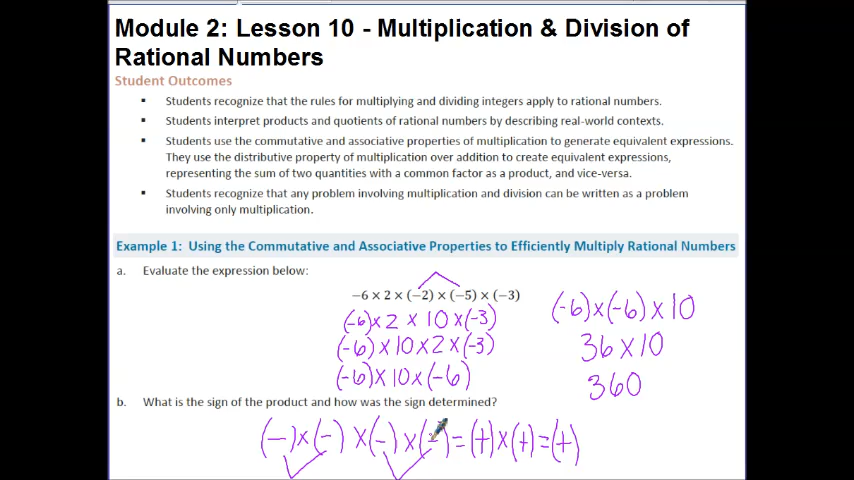 Module 2: Lesson 10 - Multiplication & Division of
Rational Numbers
Student Outcomes
▪ Students recognize that the rules for multiplying and dividing integers apply to rational numbers.
▪ Students interpret products and quotients of rational numbers by describing real-world contexts.
▪ Students use the commutative and associative properties of multiplication to generate equivalent expressions.
They use the distributive property of multiplication over addition to create equivalent expressions,
representing the sum of two quantities with a common factor as a product, and vice-versa.
▪ Students recognize that any problem involving multiplication and division can be written as a problem
involving only multiplication.
Example 1: Using the Commutative and Associative Properties to Efficiently Multiply Rational Numbers
a. Evaluate the expression below:
−6 × 2 × (−2) × (−5) × (−3)
(-6) × 2 × 10 × (-3)
(-6) × 10 × 2 × (-3)
(-6) × 10 × (-6)
(-6) × (-6) × 10
36 × 10
360
b. What is the sign of the product and how was the sign determined?
(-) × (-) × (-) × (-) = (+) × (+) = (+)